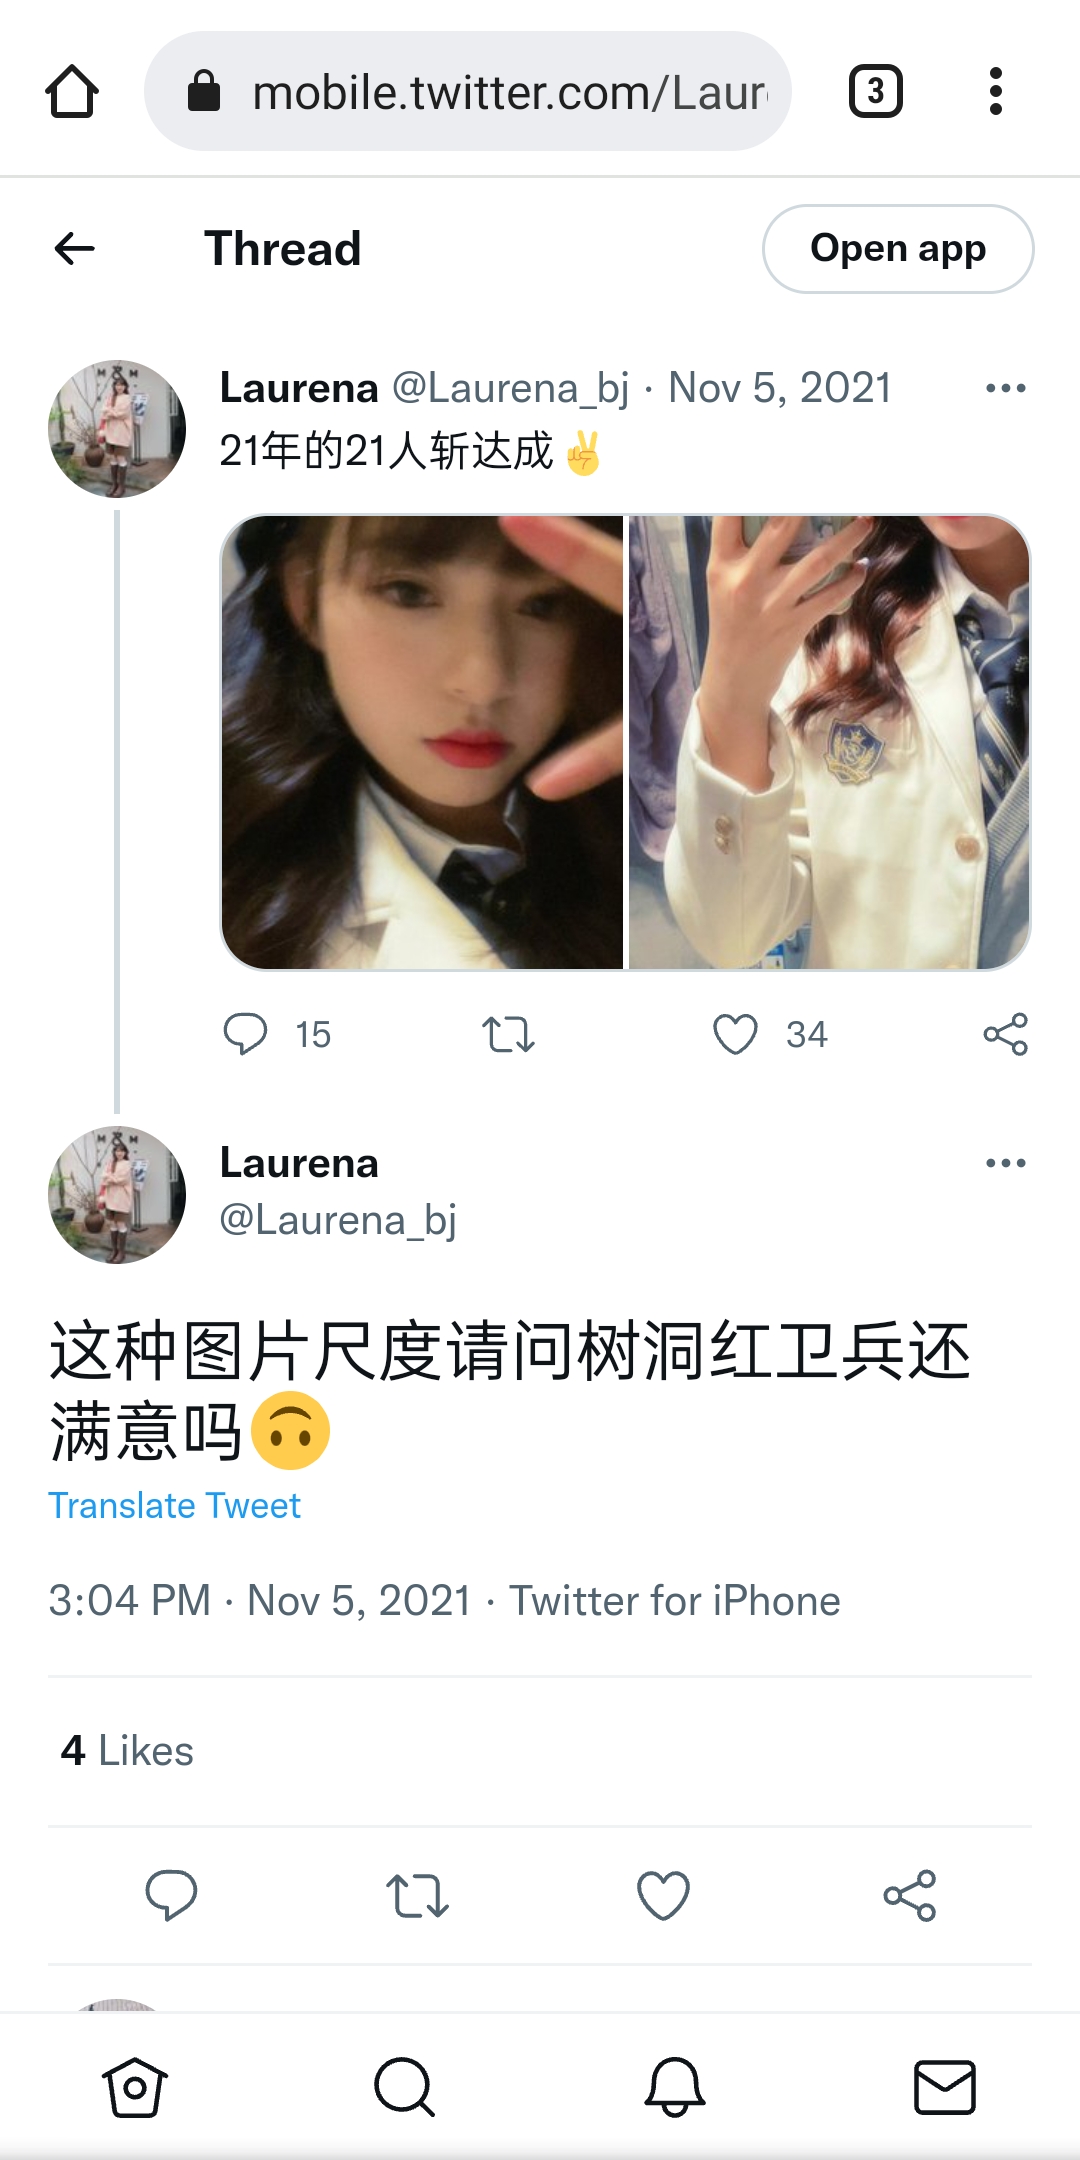 mobile.twitter.com/Laur
3
Thread
Open app
Laurena @Laurena_bj · Nov 5, 2021
21年的21人斩达成✌
15
34
Laurena
@Laurena_bj
这种图片尺度请问树洞红卫兵还
满意吗🙃
Translate Tweet
3:04 PM · Nov 5, 2021 · Twitter for iPhone
4 Likes